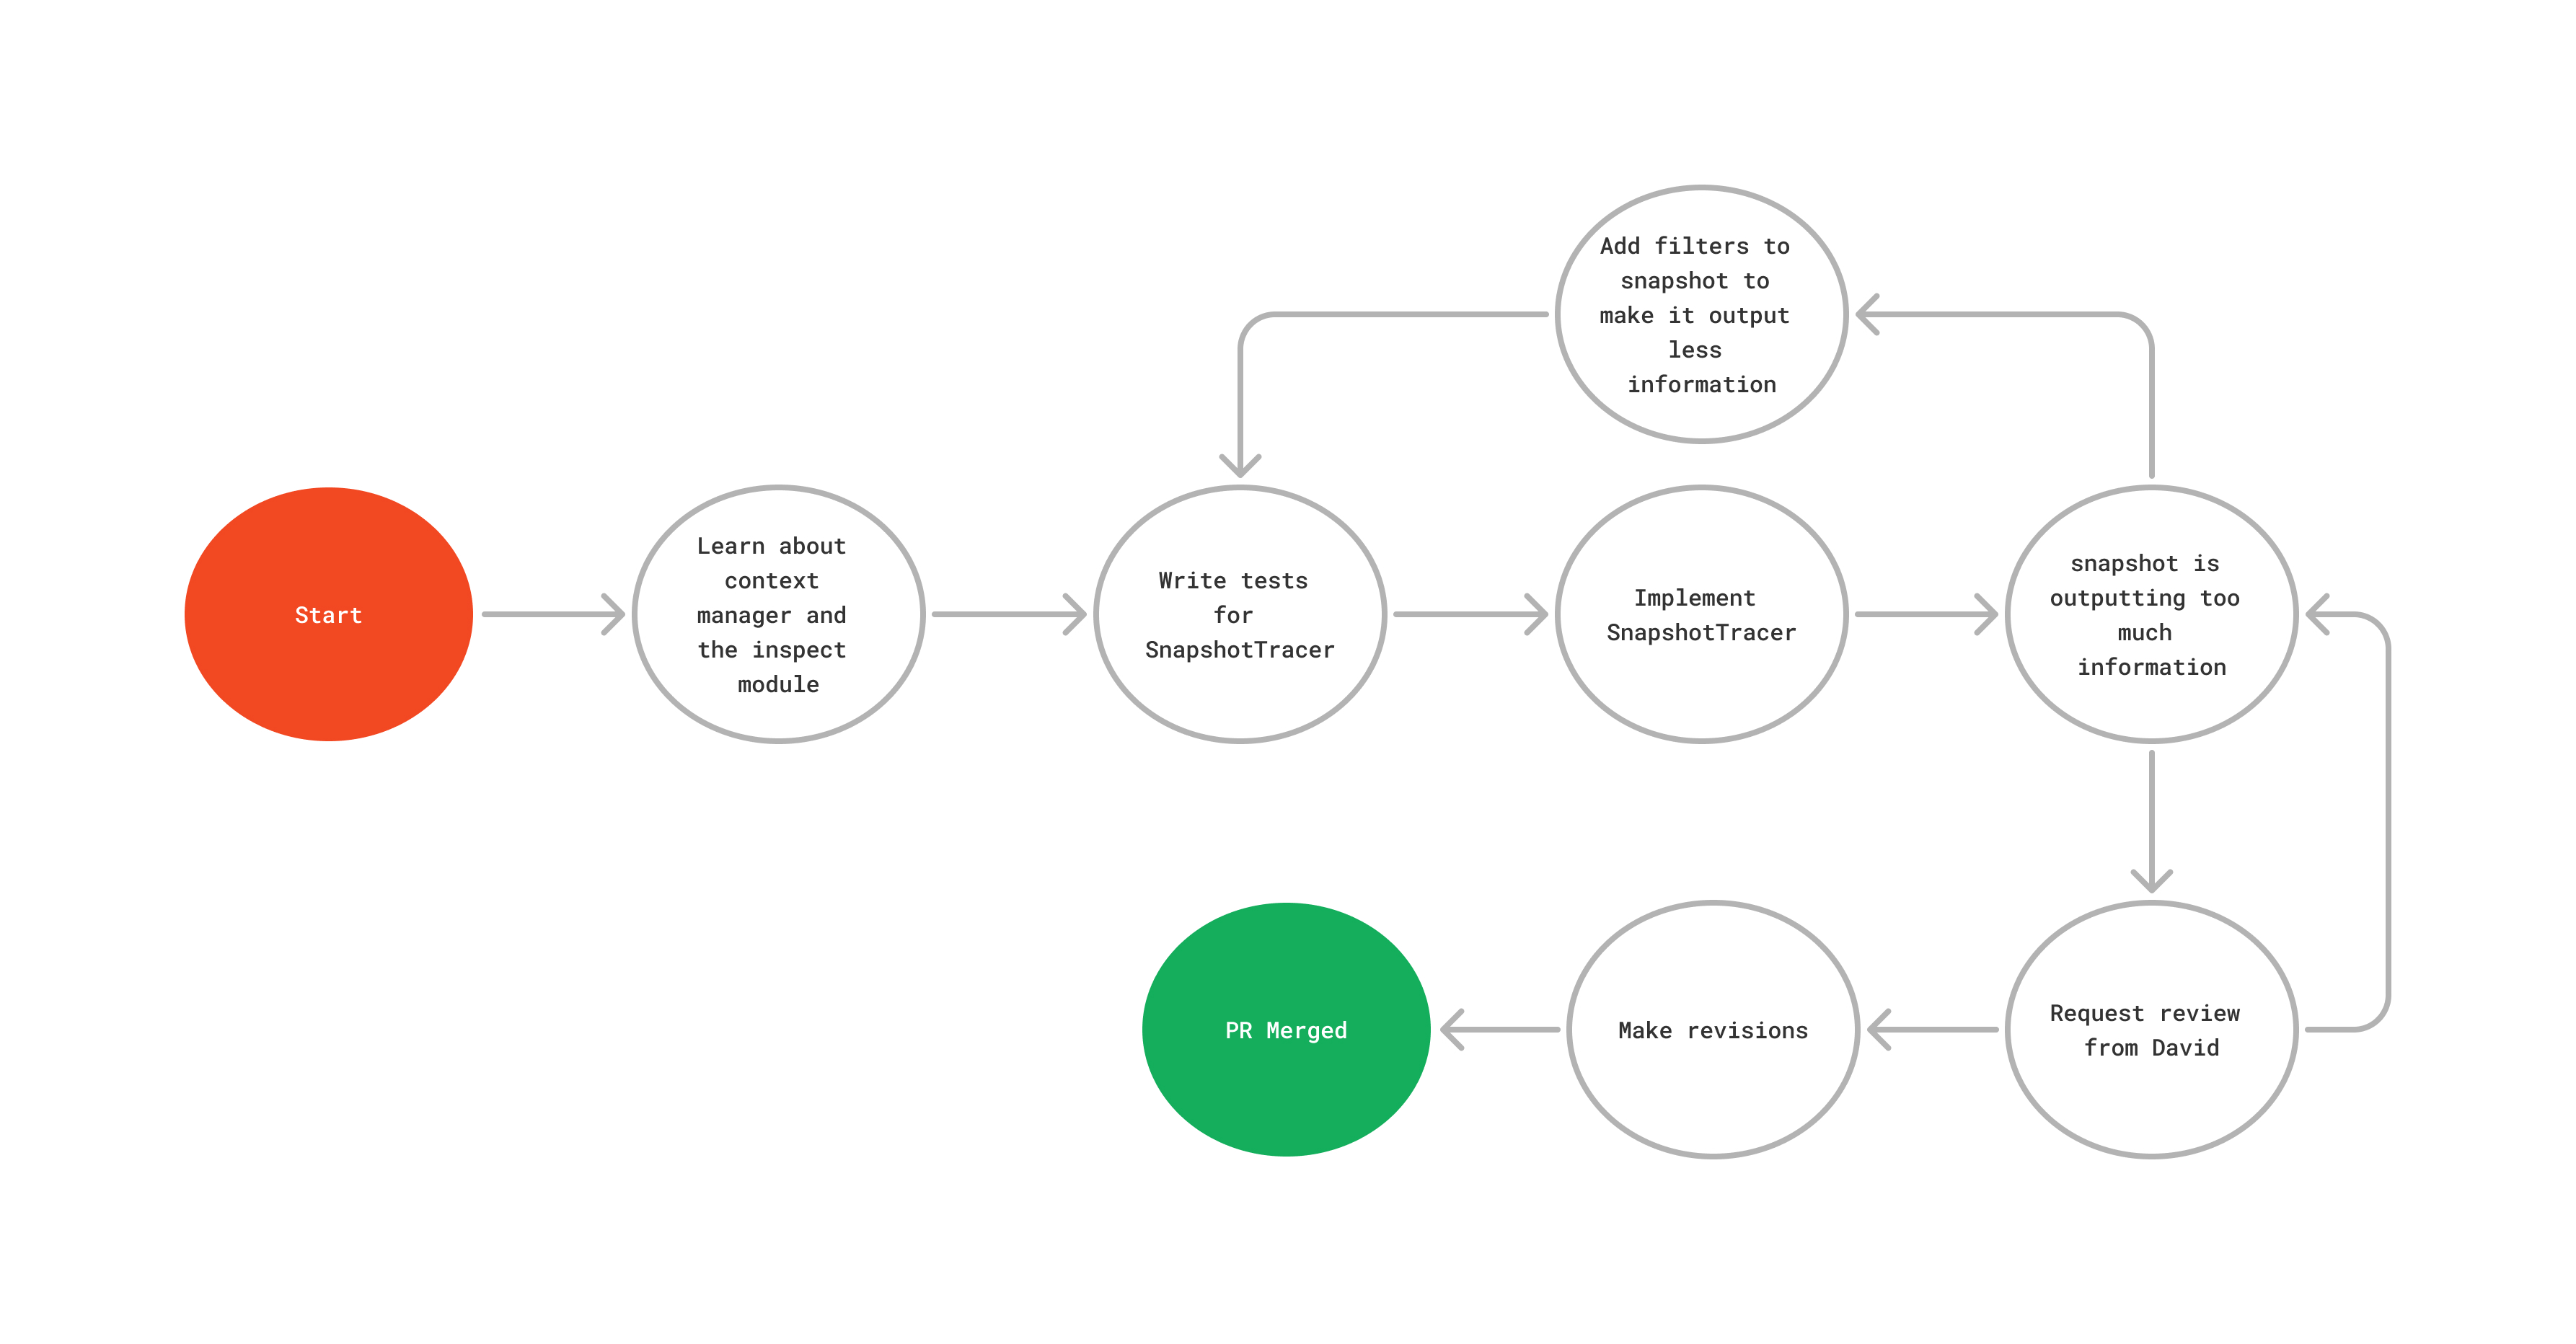 Add filters to
snapshot to
make it output
less
information
Start
Learn about
context
manager and
the inspect
module
Write tests
for
SnapshotTracer
Implement
SnapshotTracer
snapshot is
outputting too
much
information
PR Merged
Make revisions
Request review
from David